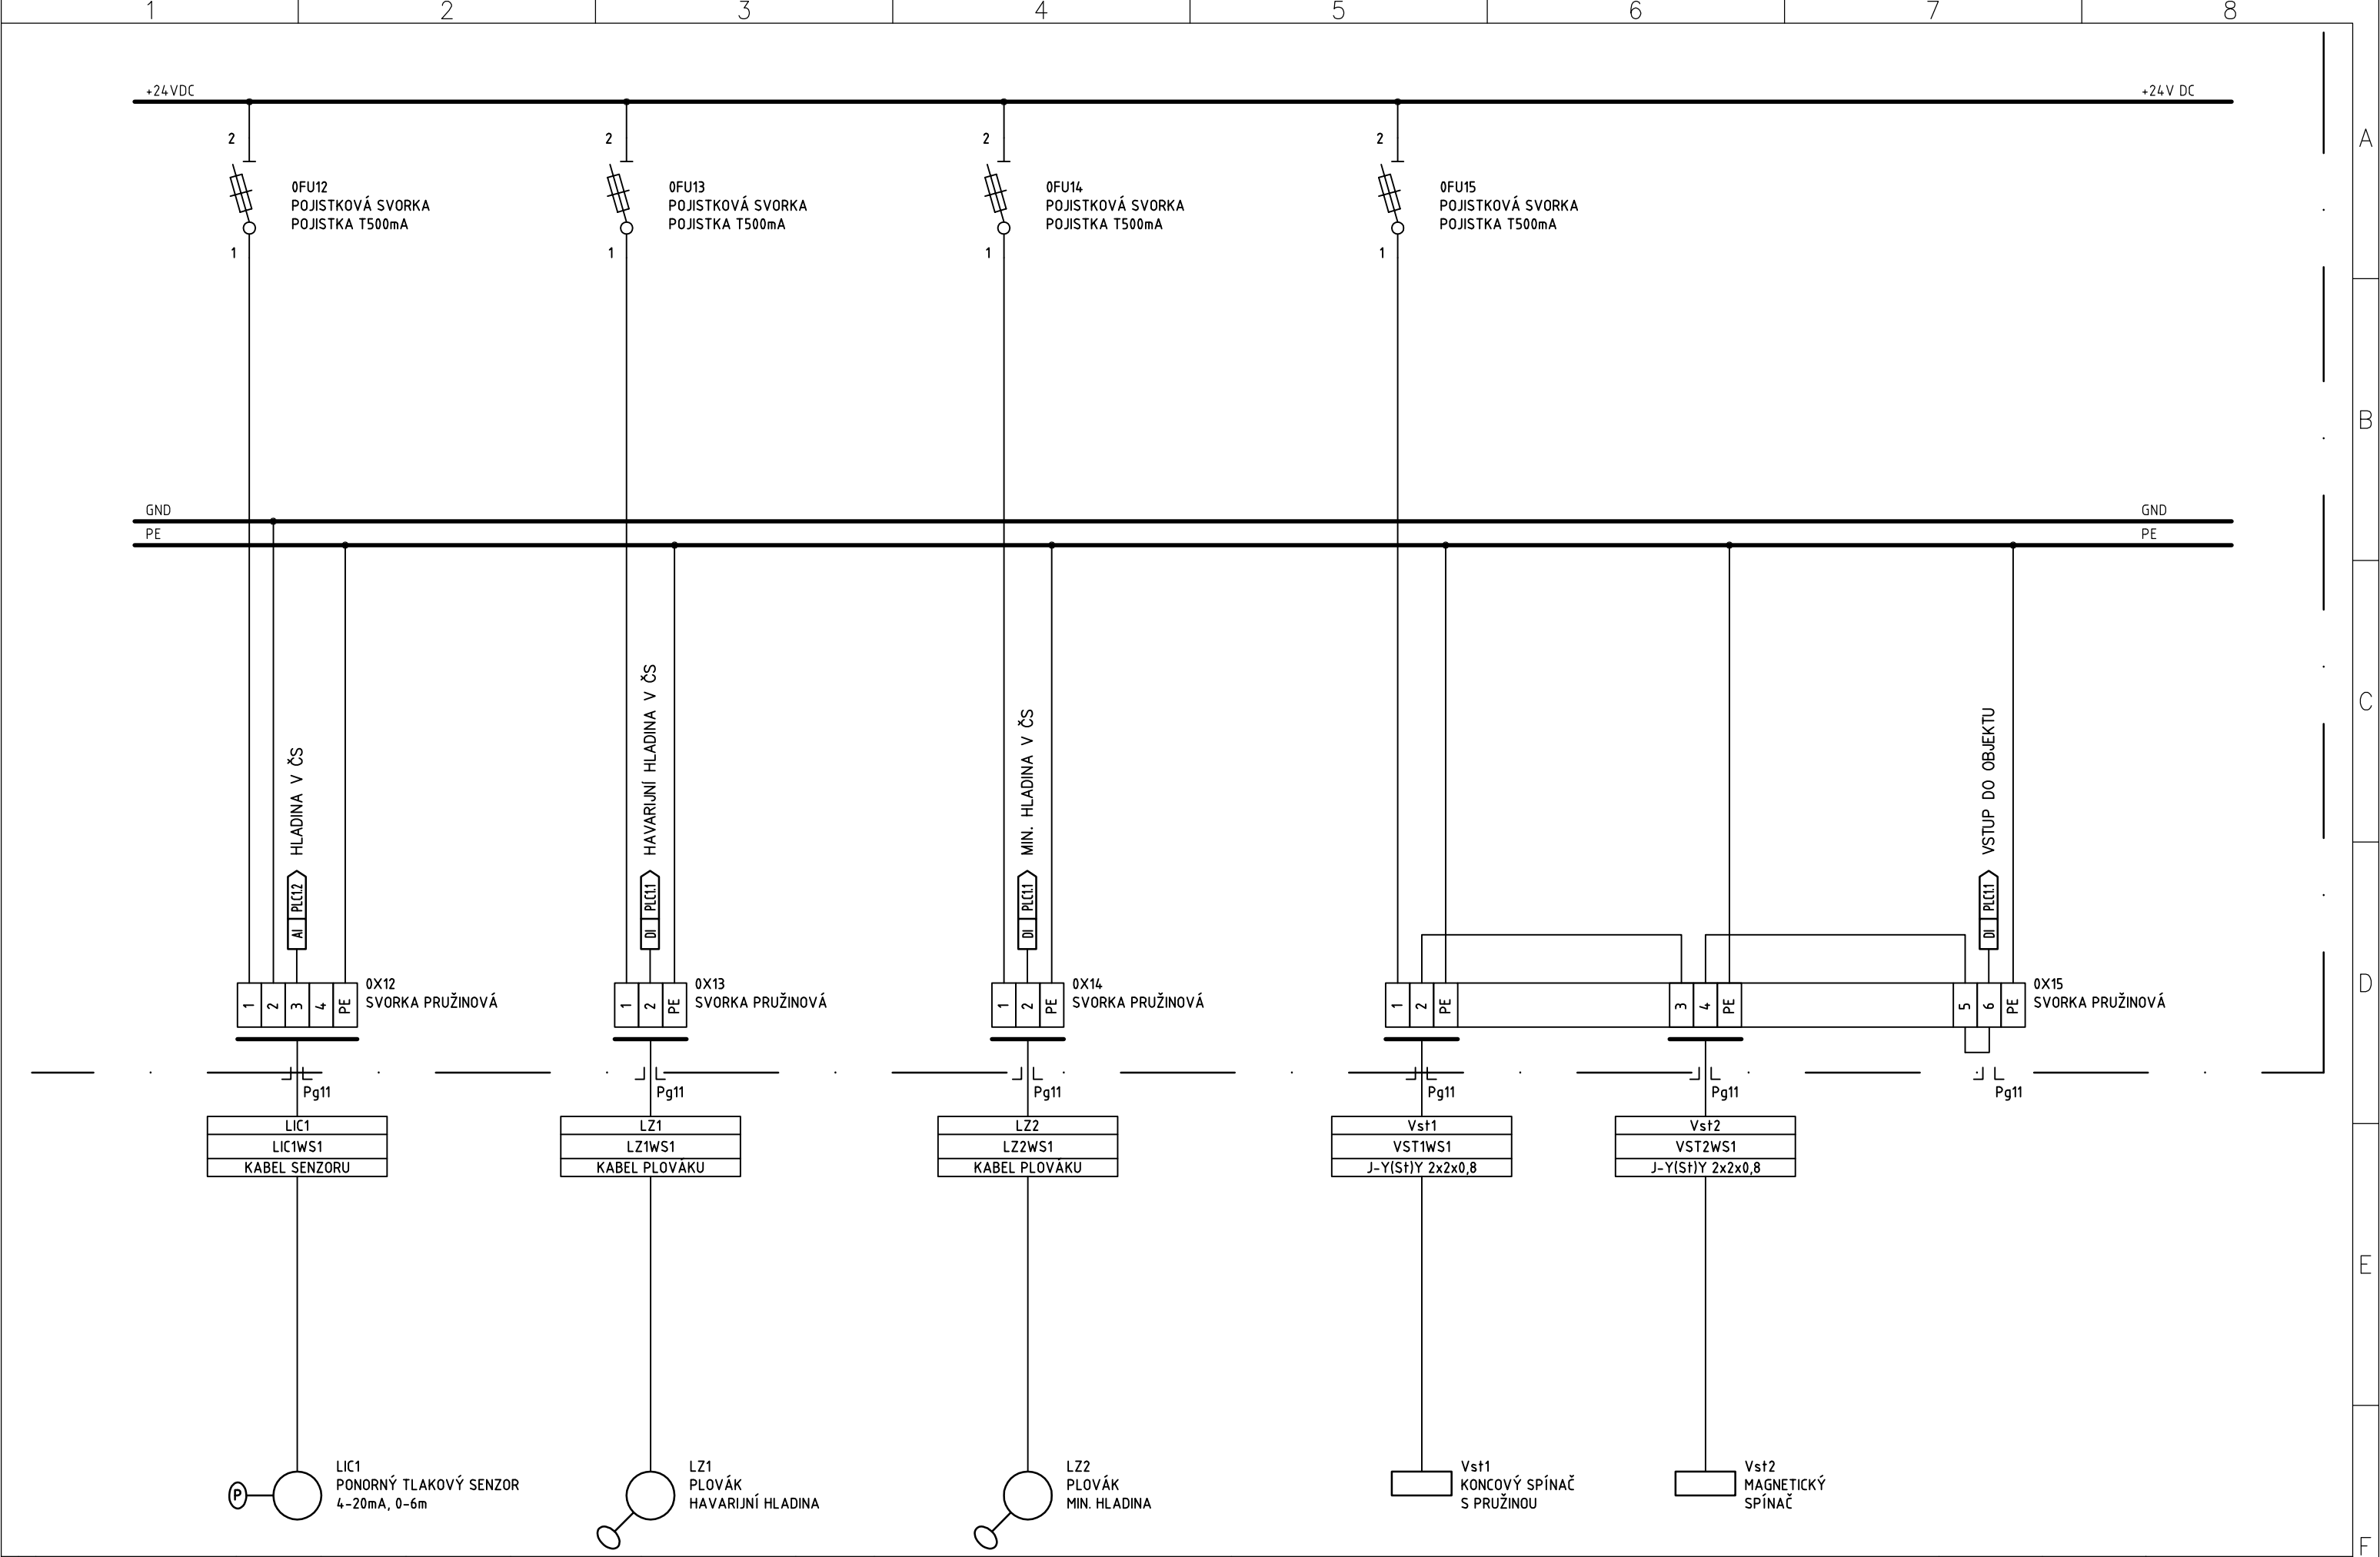 1 2 3 4 5 6 7 8
+24VDC
+24V DC
A
2
0FU12
POJISTKOVÁ SVORKA
POJISTKA T500mA
1
2
0FU13
POJISTKOVÁ SVORKA
POJISTKA T500mA
1
2
0FU14
POJISTKOVÁ SVORKA
POJISTKA T500mA
1
2
0FU15
POJISTKOVÁ SVORKA
POJISTKA T500mA
1
B
GND
GND
PE
PE
C
HLADINA V ČS
HAVARIJNÍ HLADINA V ČS
MIN. HLADINA V ČS
VSTUP DO OBJEKTU
AI PLC1.2
DI PLC1.1
DI PLC1.1
DI PLC1.1
D
1 2 3 4 PE
0X12
SVORKA PRUŽINOVÁ
1 2 PE
0X13
SVORKA PRUŽINOVÁ
1 2 PE
0X14
SVORKA PRUŽINOVÁ
1 2 PE
3 4 PE
5 6 PE
0X15
SVORKA PRUŽINOVÁ
Pg11
Pg11
Pg11
Pg11
Pg11
Pg11
LIC1
LIC1WS1
KABEL SENZORU
LZ1
LZ1WS1
KABEL PLOVÁKU
LZ2
LZ2WS1
KABEL PLOVÁKU
Vst1
VST1WS1
J-Y(St)Y 2x2x0,8
Vst2
VST2WS1
J-Y(St)Y 2x2x0,8
E
P
LIC1
PONORNÝ TLAKOVÝ SENZOR
4-20mA, 0-6m
LZ1
PLOVÁK
HAVARIJNÍ HLADINA
LZ2
PLOVÁK
MIN. HLADINA
Vst1
KONCOVÝ SPÍNAČ
S PRUŽINOU
Vst2
MAGNETICKÝ
SPÍNAČ
F